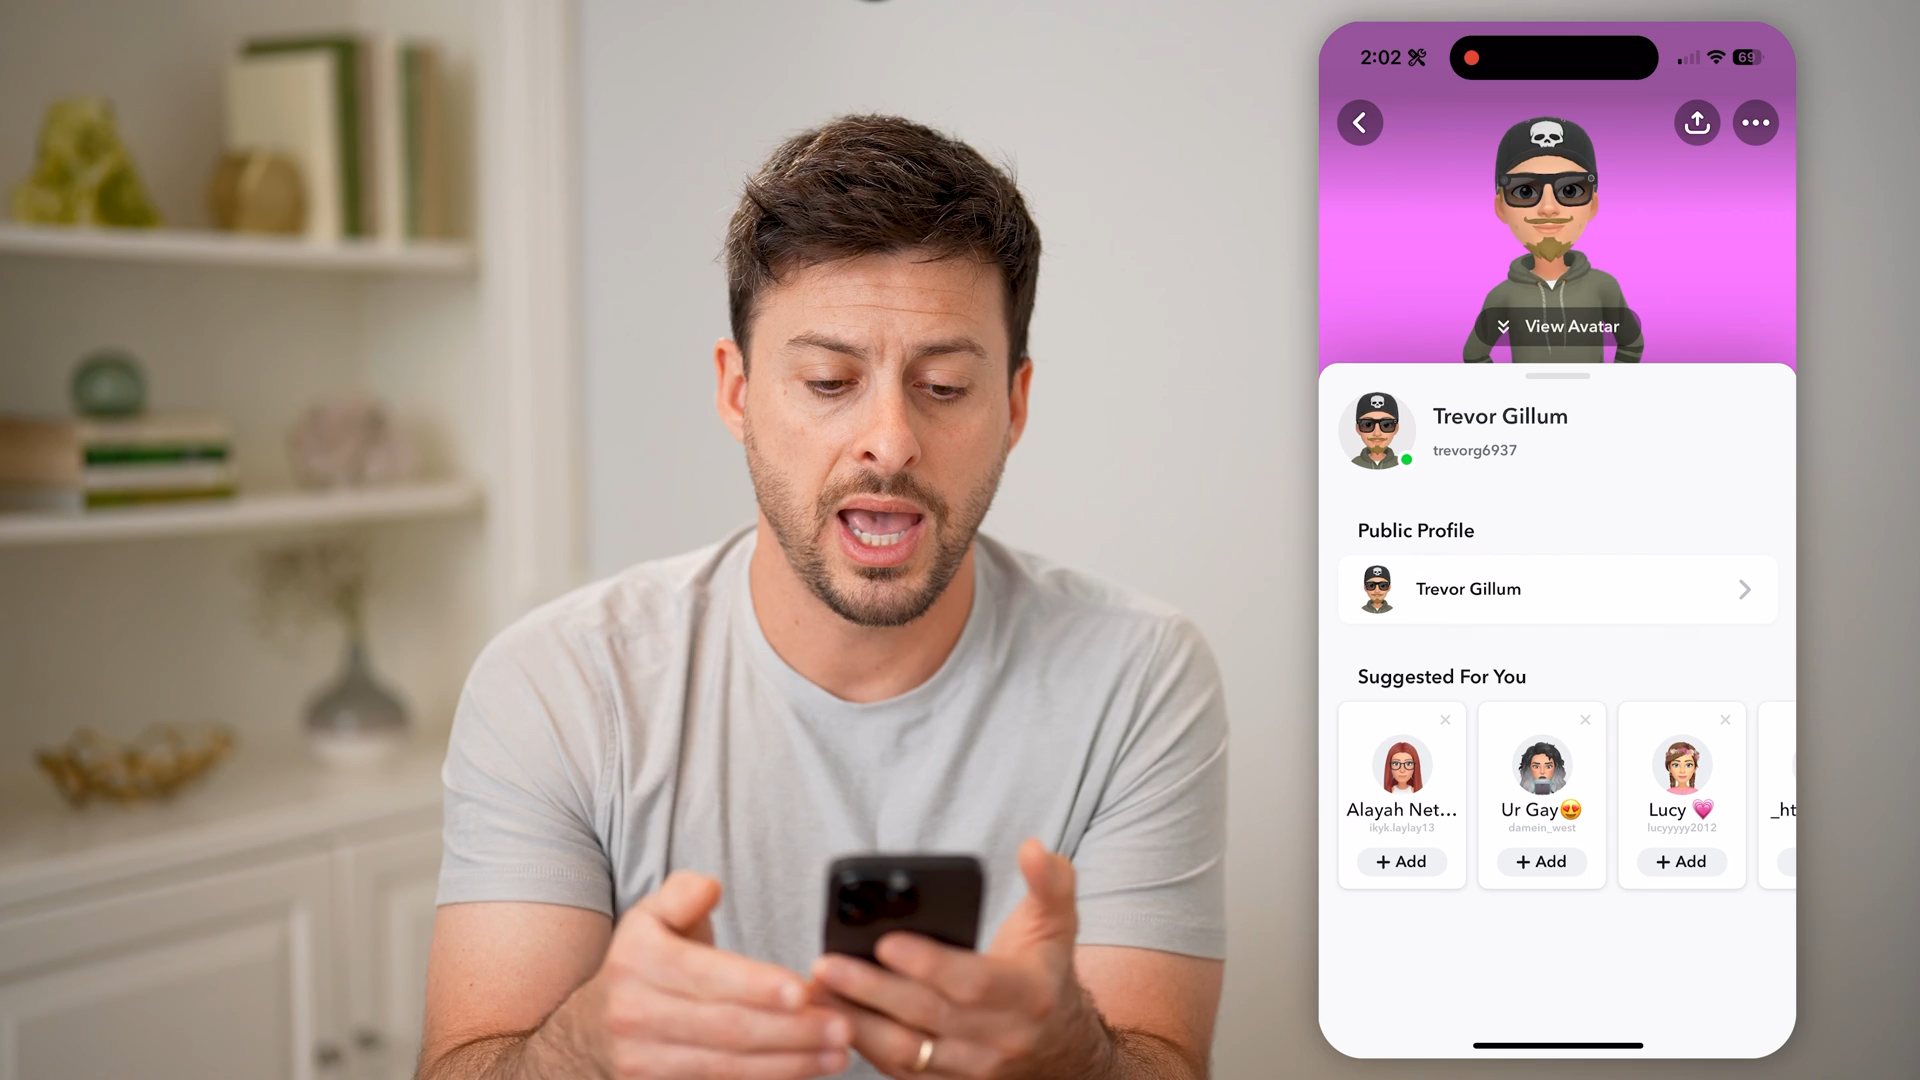 2:02
69
View Avatar
Trevor Gillum
trevorg6937
Public Profile
Trevor Gillum
Suggested For You
Alayah Net...
Ur Gay😍
Lucy 💗
_ht
ikyk.laylay13
damein_west
lucyyyyy2012
+ Add
+ Add
+ Add